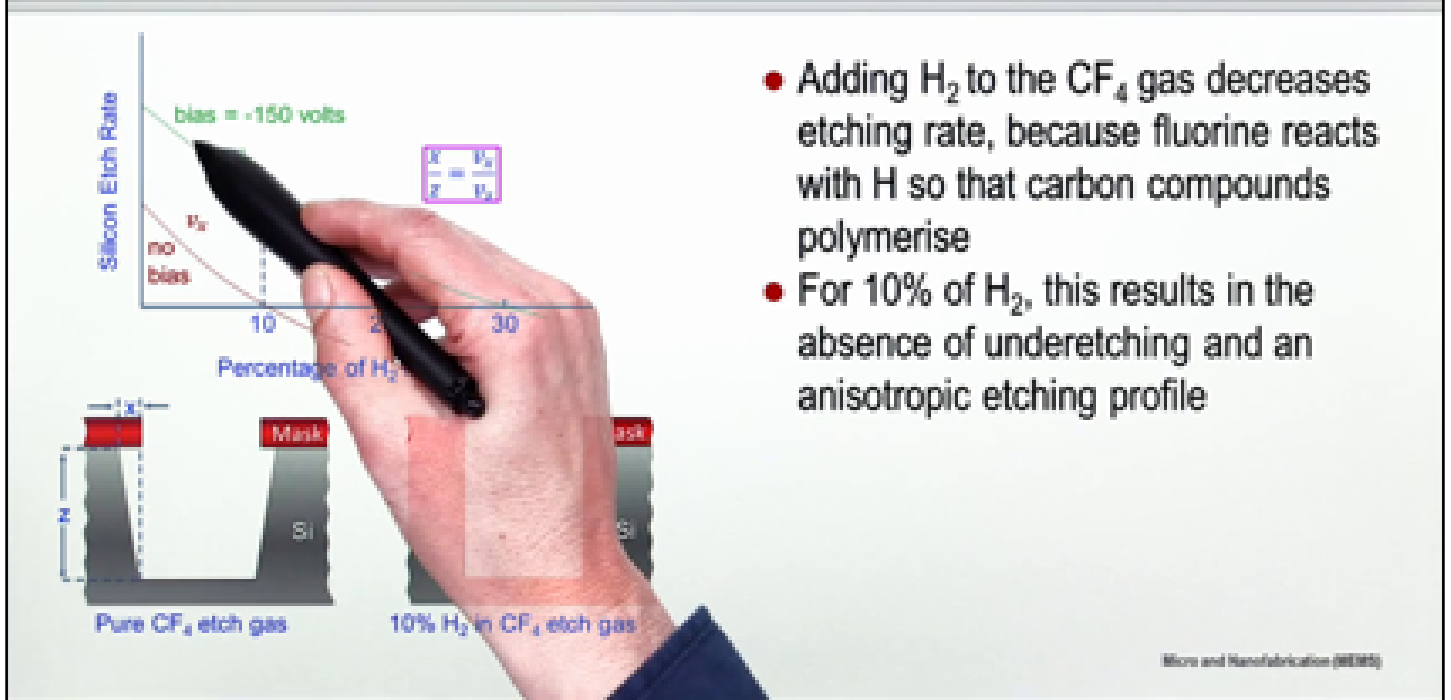 Silicon Etch Rate
bias = -150 volts
no
bias
10
30
Percentage of H₂
x
z
Mask
Si
Pure CF₄ etch gas
ask
Si
10% H₂ in CF₄ etch gas
• Adding H₂ to the CF₄ gas decreases
etching rate, because fluorine reacts
with H so that carbon compounds
polymerise
• For 10% of H₂, this results in the
absence of underetching and an
anisotropic etching profile
Micro and Nanofabrication (MEMS)